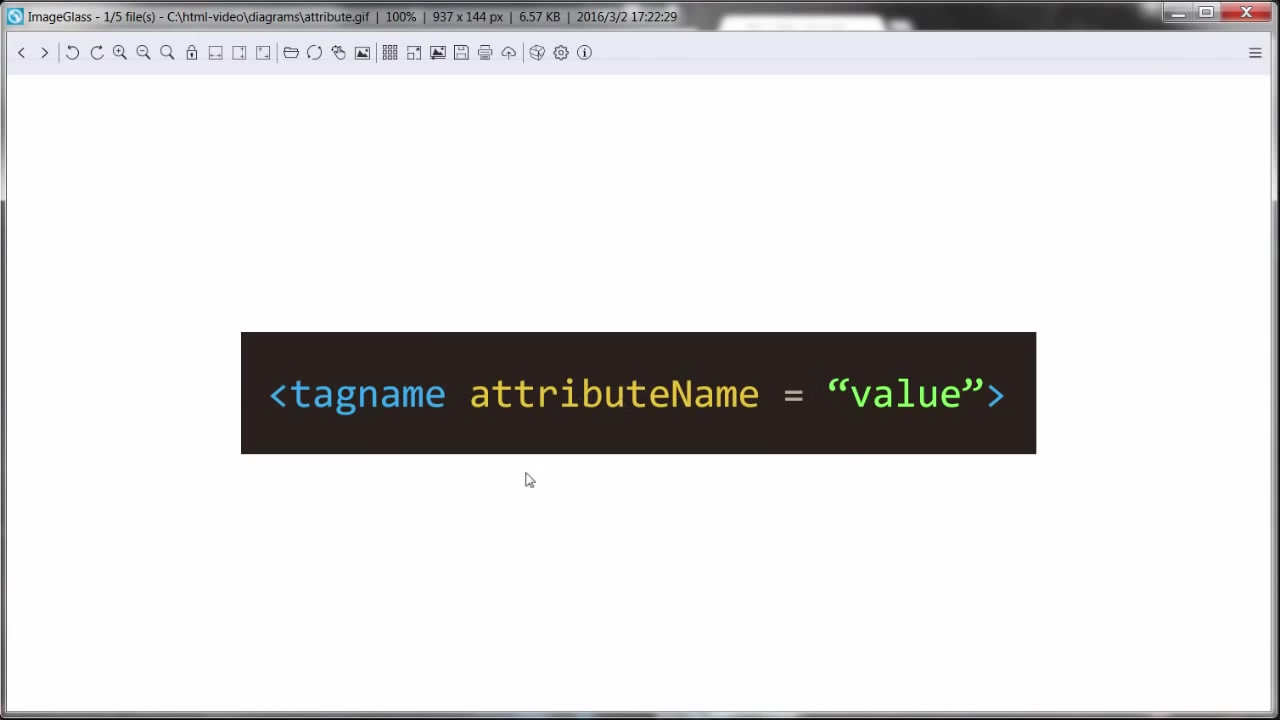 ImageGlass - 1/5 file(s) - C:\html-video\diagrams\attribute.gif | 100% | 937 x 144 px | 6.57 KB | 2016/3/2 17:22:29
<tagname attributeName = “value”>